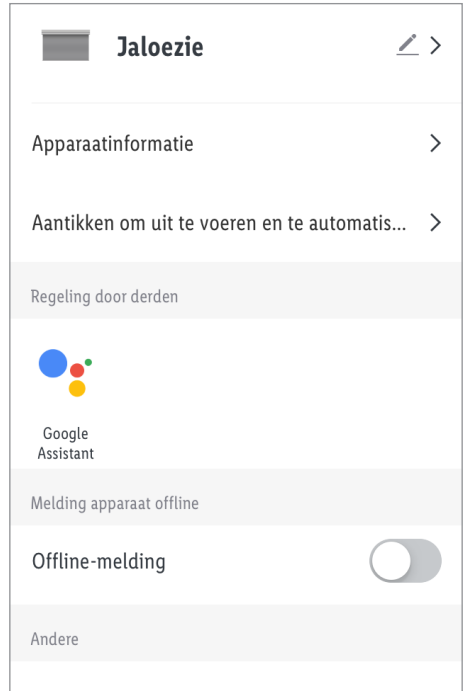 Jaloezie
Apparaatinformatie
Aantikken om uit te voeren en te automatis...
Regeling door derden
Google
Assistant
Melding apparaat offline
Offline-melding
Andere